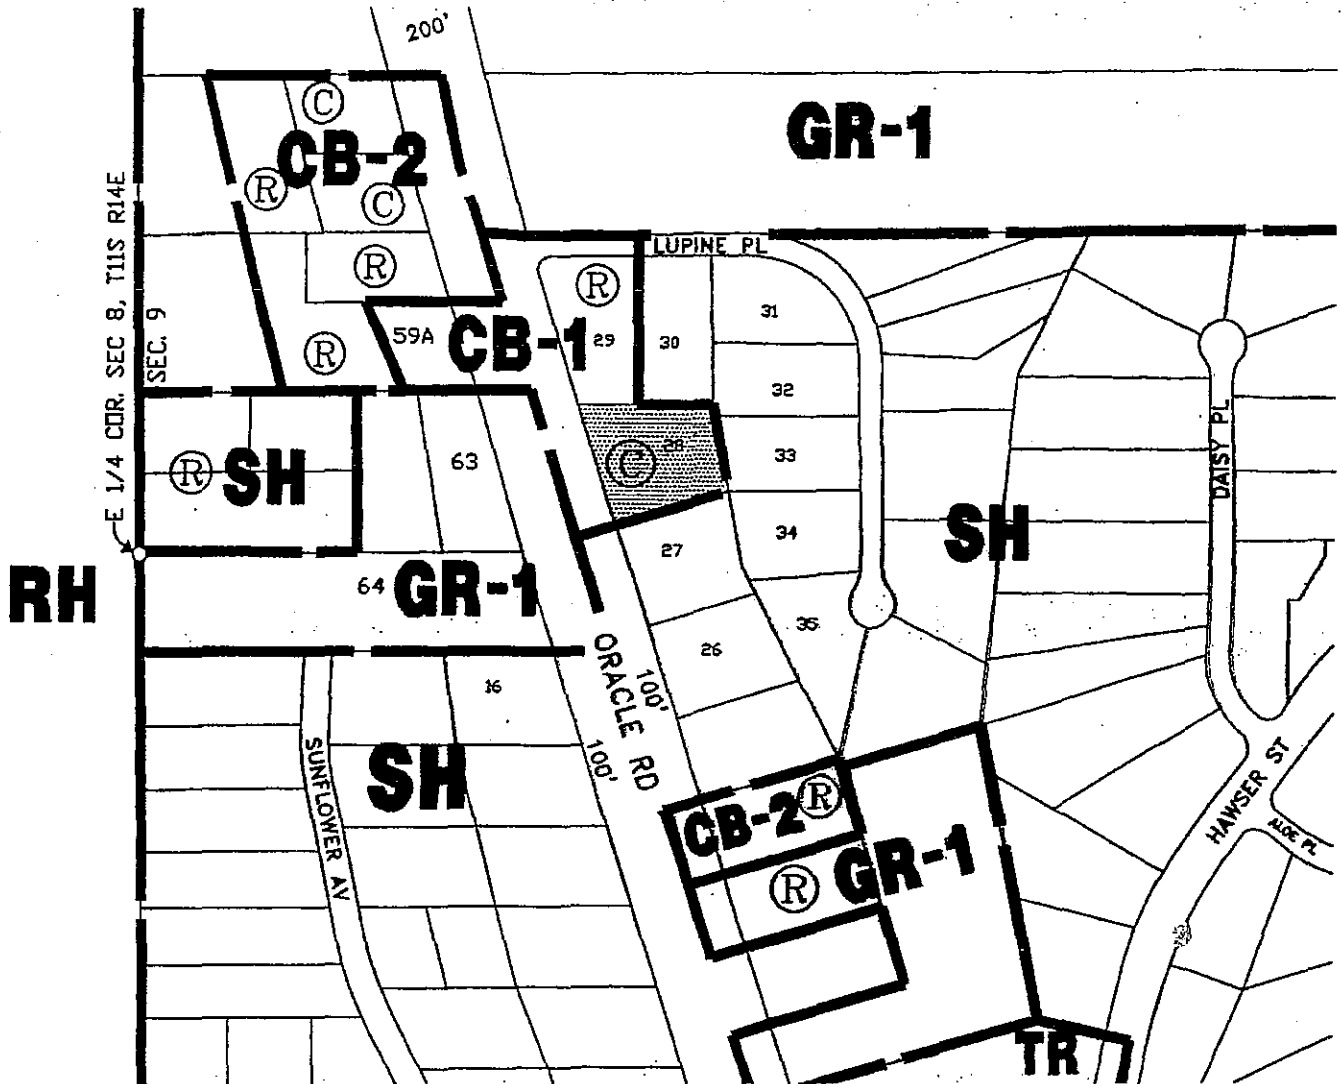 200'
C
CB-2
GR-1
R
C
E 1/4 COR. SEC 8, T11S R14E
SEC. 9
LUPINE PL
R
R
31
59A
CB-1
29
30
R
32
DAISY PL
63
C
28
33
R
SH
34
SH
27
RH
64
GR-1
35
26
ORACLE RD
100'
100'
16
SUNFLOWER AV
SH
HAWSER ST
ALOE PL
CB-2
R
GR-1
R
TR